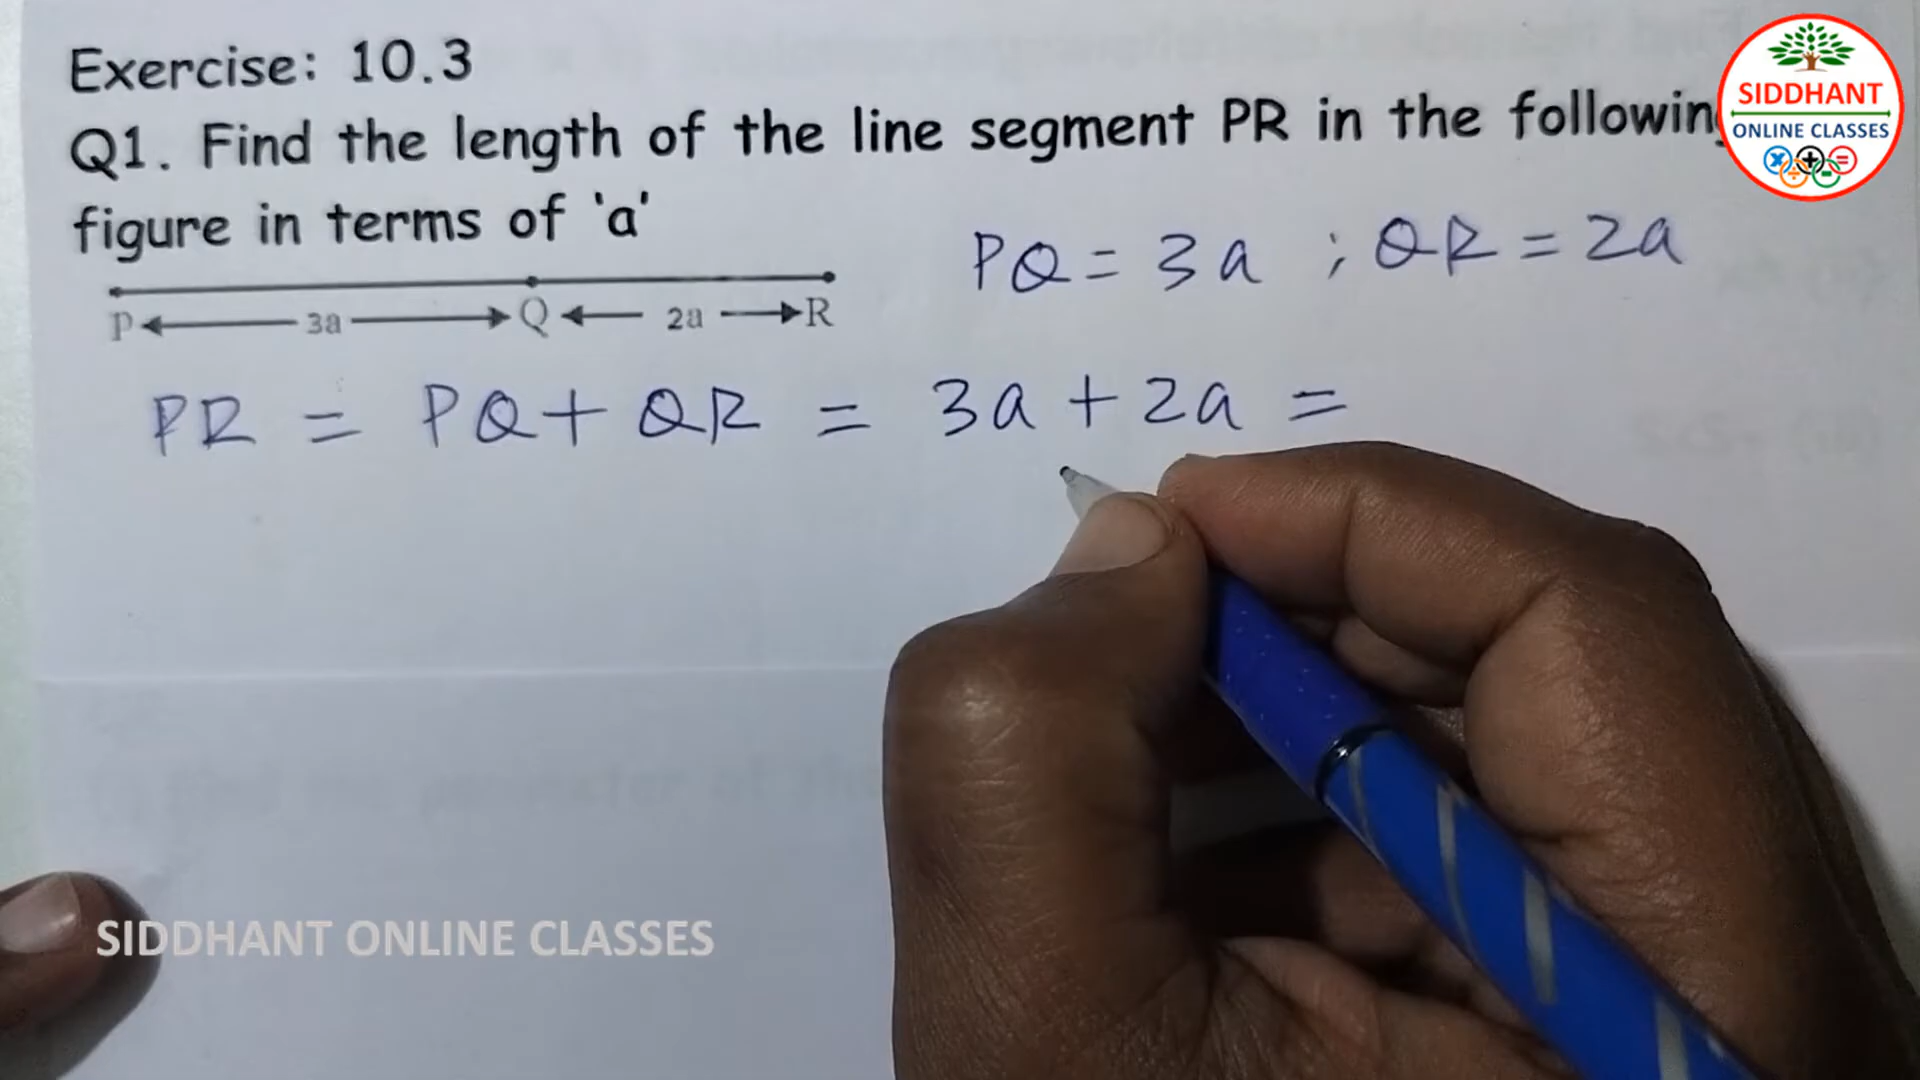 Exercise: 10.3
Q1. Find the length of the line segment PR in the following
figure in terms of 'a'
PQ = 3a ; QR = 2a
P 3a Q 2a R
PR = PQ + QR = 3a + 2a =
SIDDHANT
ONLINE CLASSES
SIDDHANT ONLINE CLASSES